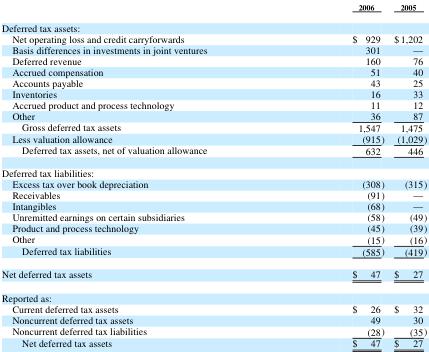 2006 2005
Deferred tax assets:
Net operating loss and credit carryforwards $ 929 $ 1,202
Basis differences in investments in joint ventures 301 —
Deferred revenue 160 76
Accrued compensation 51 40
Accounts payable 43 25
Inventories 16 33
Accrued product and process technology 11 12
Other 36 87
Gross deferred tax assets 1,547 1,475
Less valuation allowance (915) (1,029)
Deferred tax assets, net of valuation allowance 632 446
Deferred tax liabilities:
Excess tax over book depreciation (308) (315)
Receivables (91) —
Intangibles (68) —
Unremitted earnings on certain subsidiaries (58) (49)
Product and process technology (45) (39)
Other (15) (16)
Deferred tax liabilities (585) (419)
Net deferred tax assets $ 47 $ 27
Reported as:
Current deferred tax assets $ 26 $ 32
Noncurrent deferred tax assets 49 30
Noncurrent deferred tax liabilities (28) (35)
Net deferred tax assets $ 47 $ 27